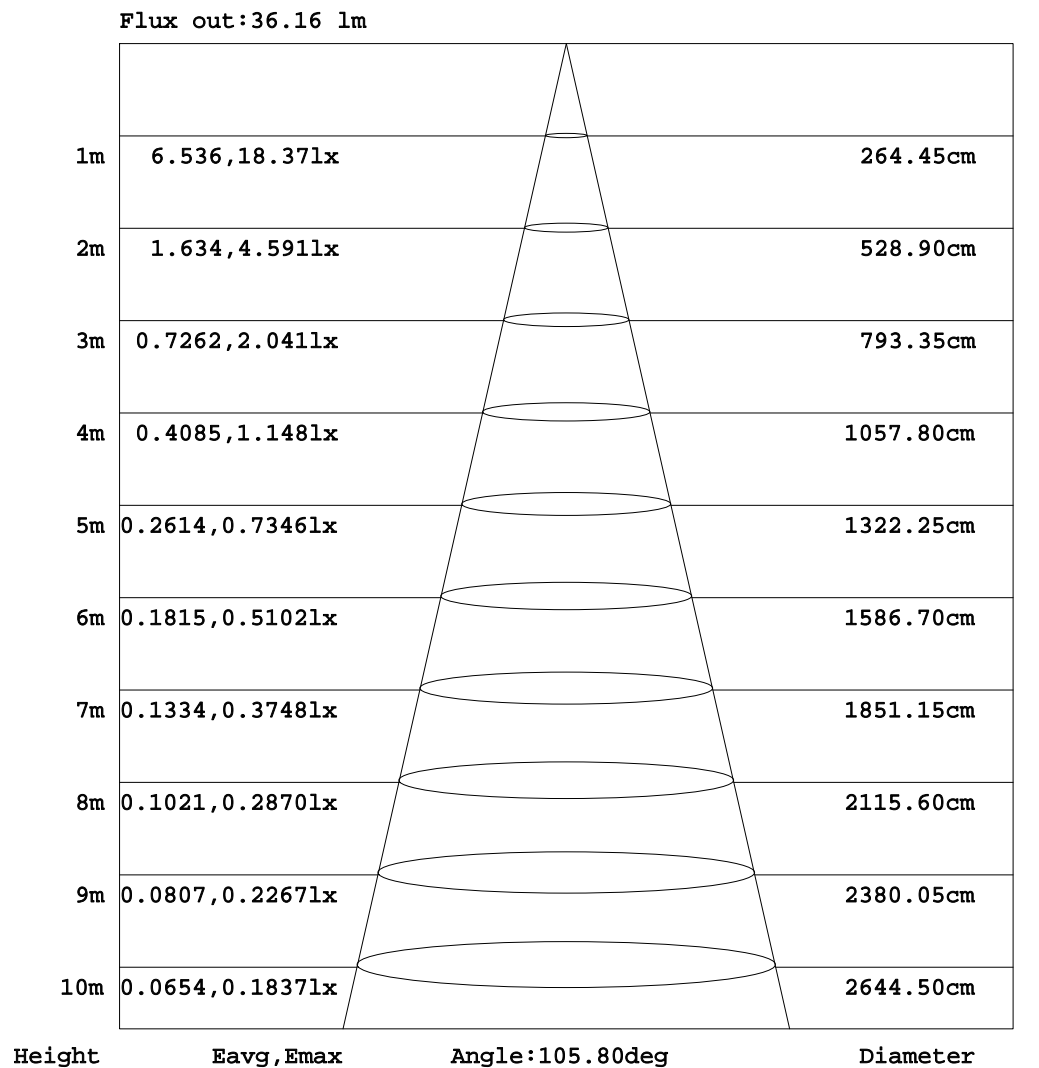 Flux out:36.16 lm
1m 6.536,18.37lx 264.45cm
2m 1.634,4.591lx 528.90cm
3m 0.7262,2.041lx 793.35cm
4m 0.4085,1.148lx 1057.80cm
5m 0.2614,0.7346lx 1322.25cm
6m 0.1815,0.5102lx 1586.70cm
7m 0.1334,0.3748lx 1851.15cm
8m 0.1021,0.2870lx 2115.60cm
9m 0.0807,0.2267lx 2380.05cm
10m 0.0654,0.1837lx 2644.50cm
Height Eavg,Emax Angle:105.80deg Diameter